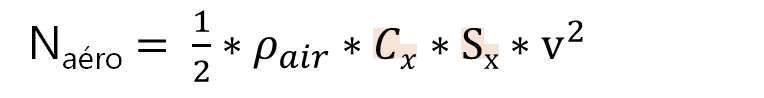 N_aéro = 1/2 * ρ_air * C_x * S_x * v²